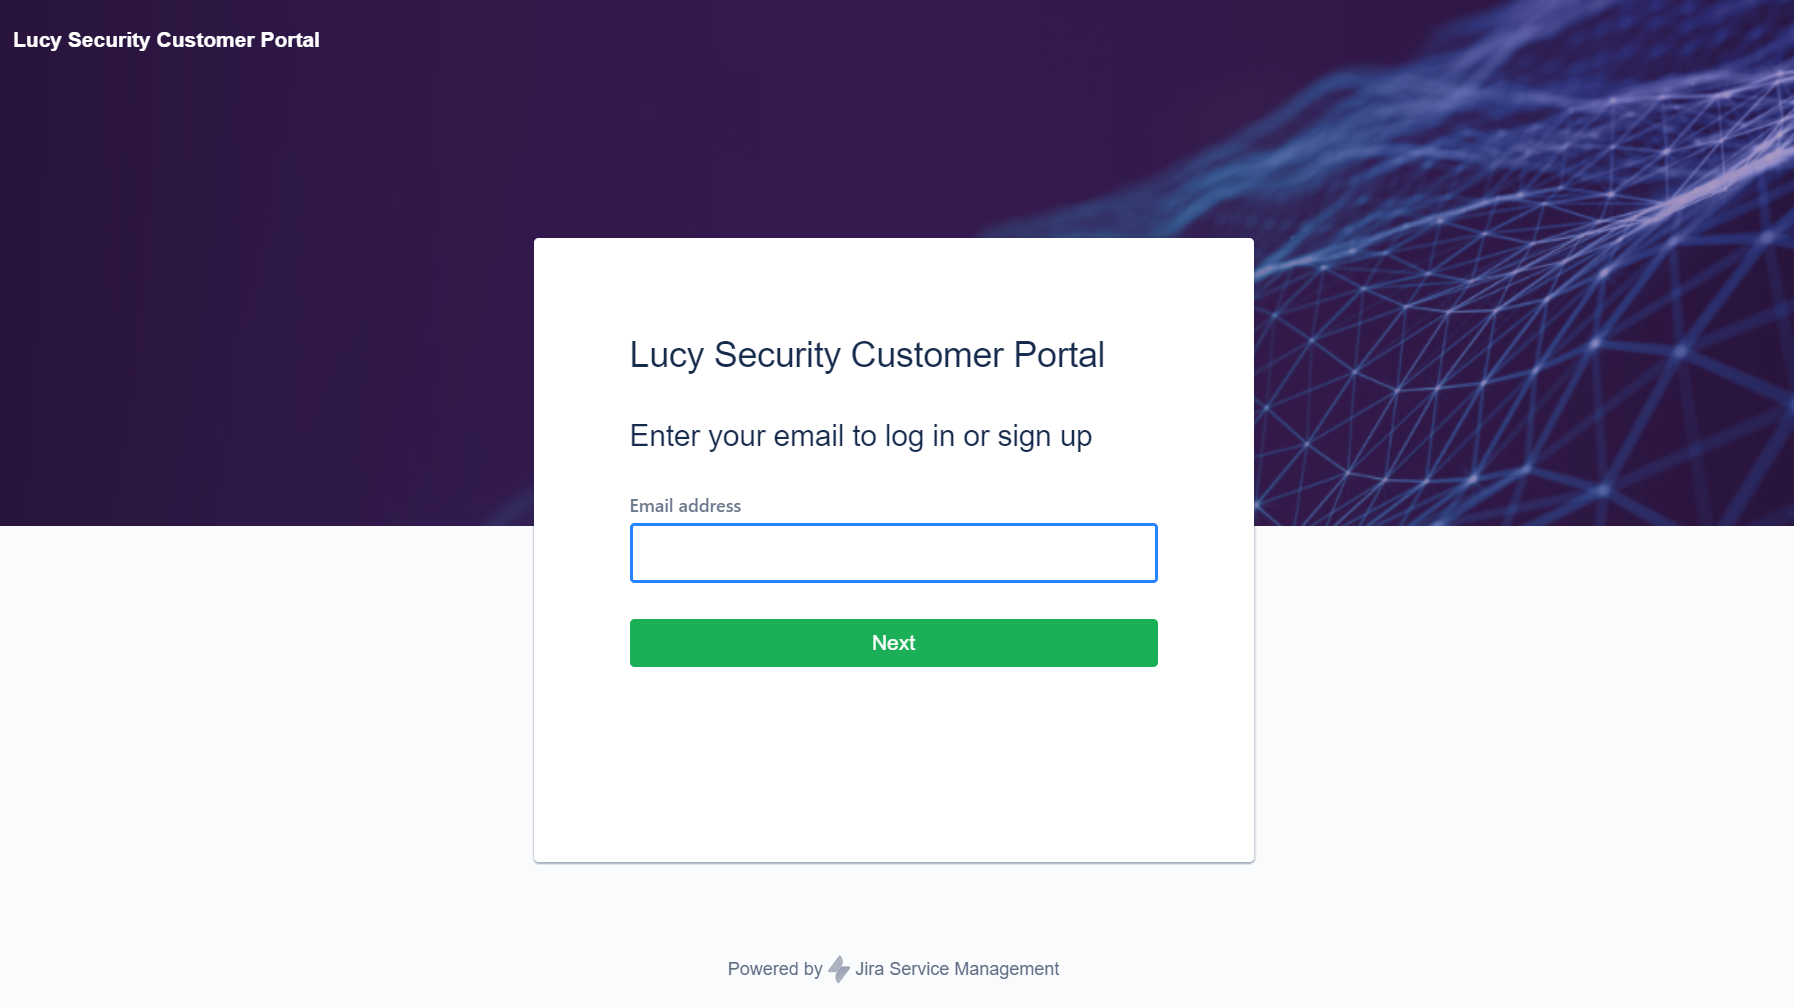 Lucy Security Customer Portal
Lucy Security Customer Portal
Enter your email to log in or sign up
Email address
Next
Powered by Jira Service Management